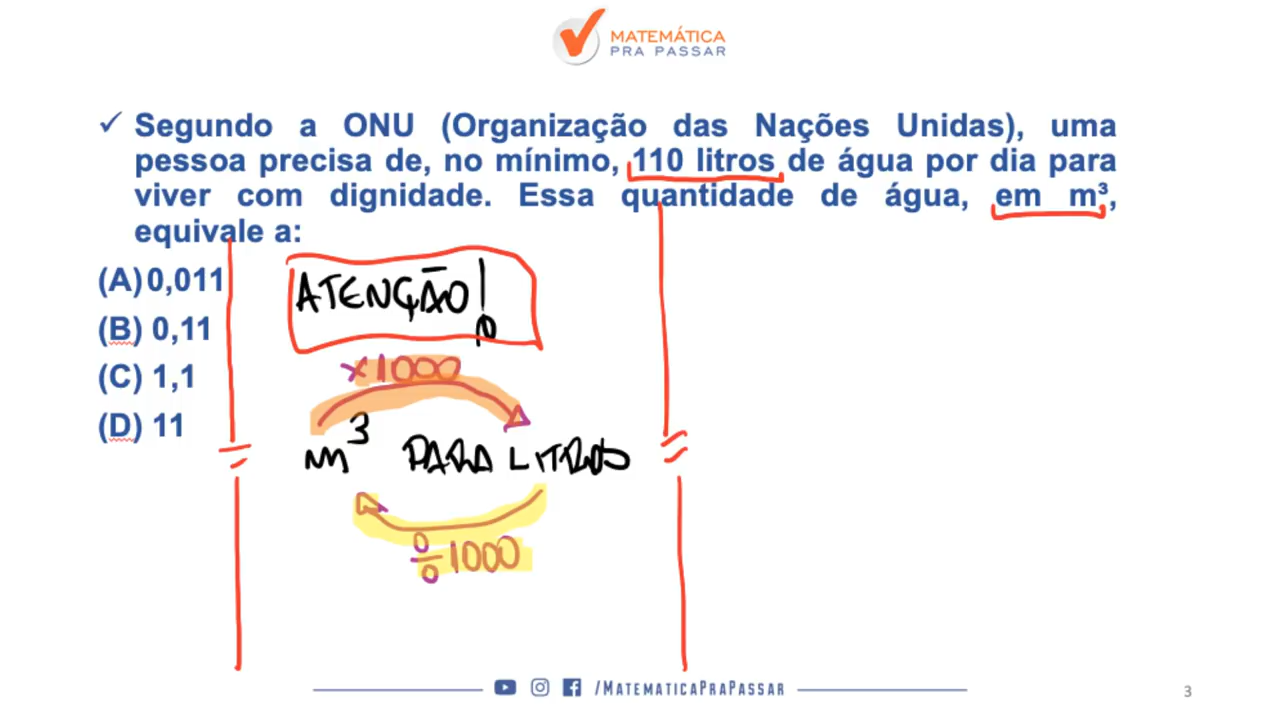 MATEMÁTICA
PRA PASSAR
✓ Segundo a ONU (Organização das Nações Unidas), uma
pessoa precisa de, no mínimo, 110 litros de água por dia para
viver com dignidade. Essa quantidade de água, em m³,
equivale a:
(A) 0,011
(B) 0,11
(C) 1,1
(D) 11
ATENÇÃO!
×1000
m³ PARA LITROS
÷1000
/MATEMATICAPRAPASSAR
3